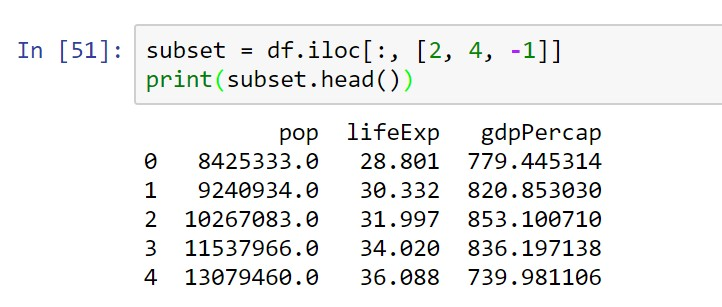 In [51]: subset = df.iloc[:, [2, 4, -1]]
print(subset.head())
pop lifeExp gdpPercap
0 8425333.0 28.801 779.445314
1 9240934.0 30.332 820.853030
2 10267083.0 31.997 853.100710
3 11537966.0 34.020 836.197138
4 13079460.0 36.088 739.981106